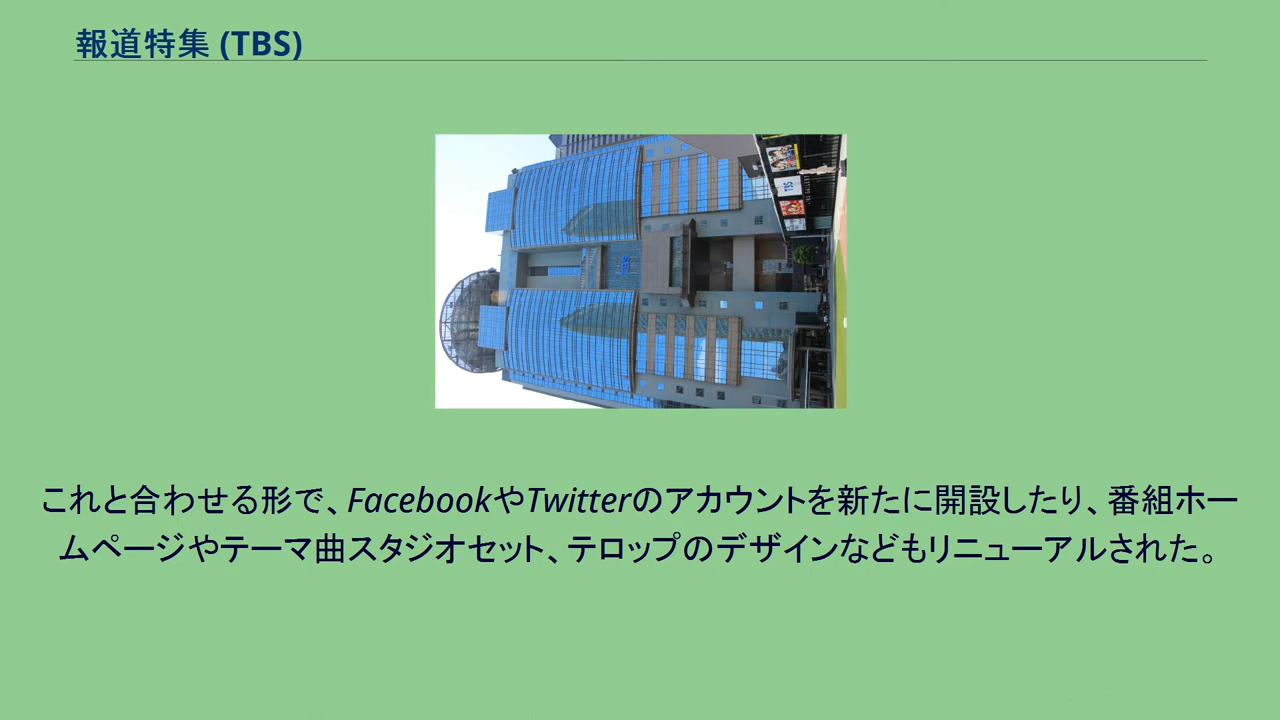 報道特集 (TBS)
TBS
TBS
これと合わせる形で、FacebookやTwitterのアカウントを新たに開設したり、番組ホー
ムページやテーマ曲スタジオセット、テロップのデザインなどもリニューアルされた。